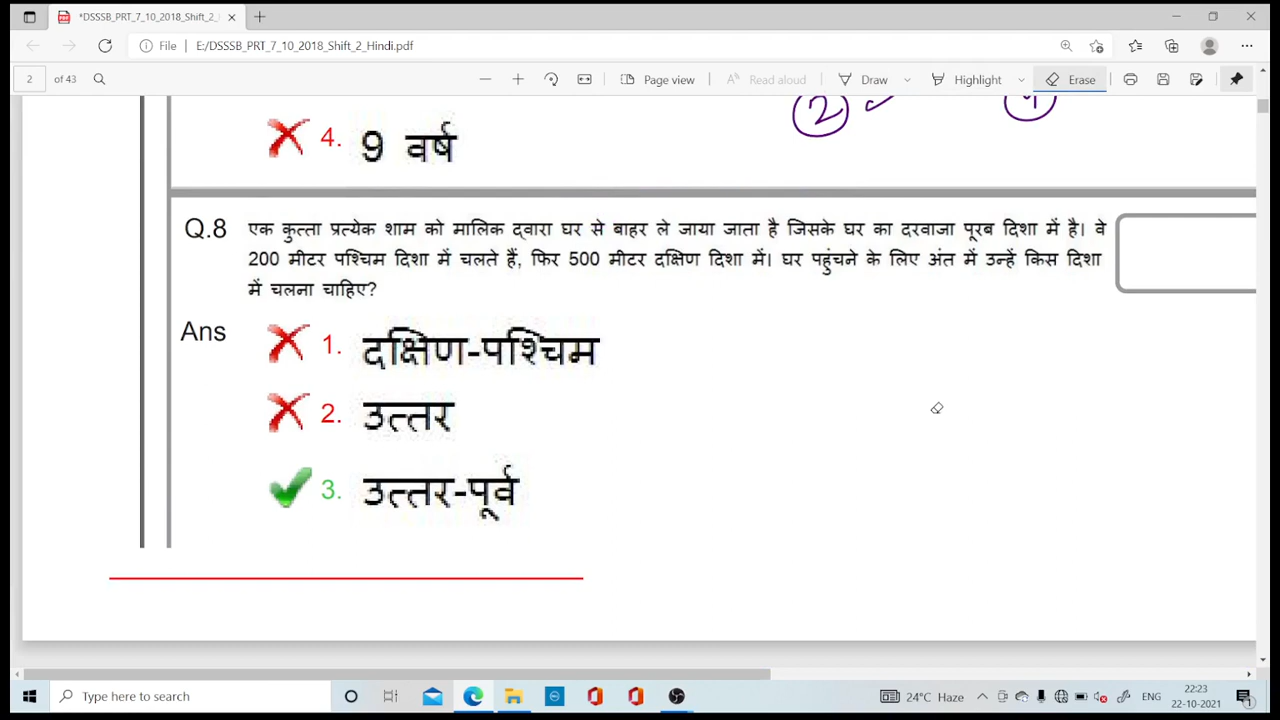 *DSSSB_PRT_7_10_2018_Shift_2_
File E:/DSSSB_PRT_7_10_2018_Shift_2_Hindi.pdf
2 of 43 Page view Read aloud Draw Highlight Erase
2 4
4. 9 वर्ष
Q.8 एक कुत्ता प्रत्येक शाम को मालिक द्वारा घर से बाहर ले जाया जाता है जिसके घर का दरवाजा पूरब दिशा में है। वे
200 मीटर पश्चिम दिशा में चलते हैं, फिर 500 मीटर दक्षिण दिशा में। घर पहुंचने के लिए अंत में उन्हें किस दिशा
में चलना चाहिए?
Ans 1. दक्षिण-पश्चिम
2. उत्तर
3. उत्तर-पूर्व
Type here to search 24°C Haze ENG 22:23
22-10-2021 1